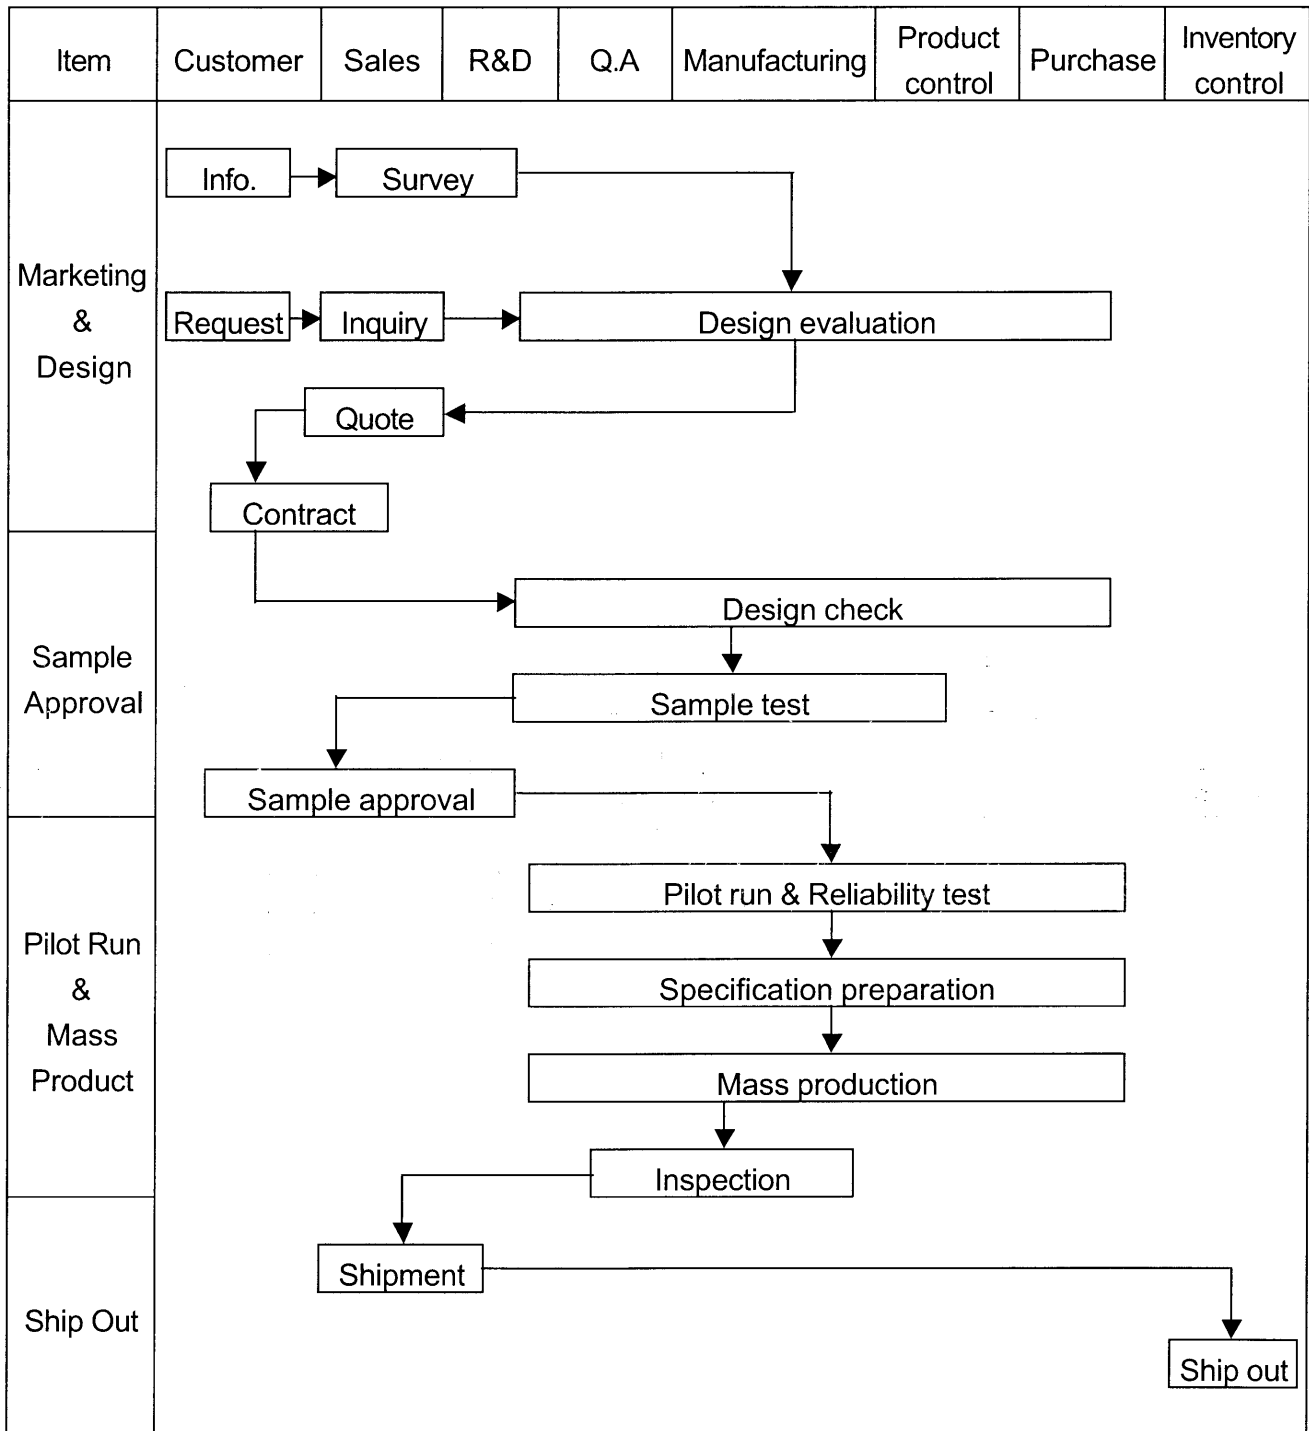 Item
Customer
Sales
R&D
Q.A
Manufacturing
Product
control
Purchase
Inventory
control
Marketing
&
Design
Info.
Survey
Request
Inquiry
Design evaluation
Quote
Contract
Sample
Approval
Design check
Sample test
Sample approval
Pilot Run
&
Mass
Product
Pilot run & Reliability test
Specification preparation
Mass production
Inspection
Ship Out
Shipment
Ship out